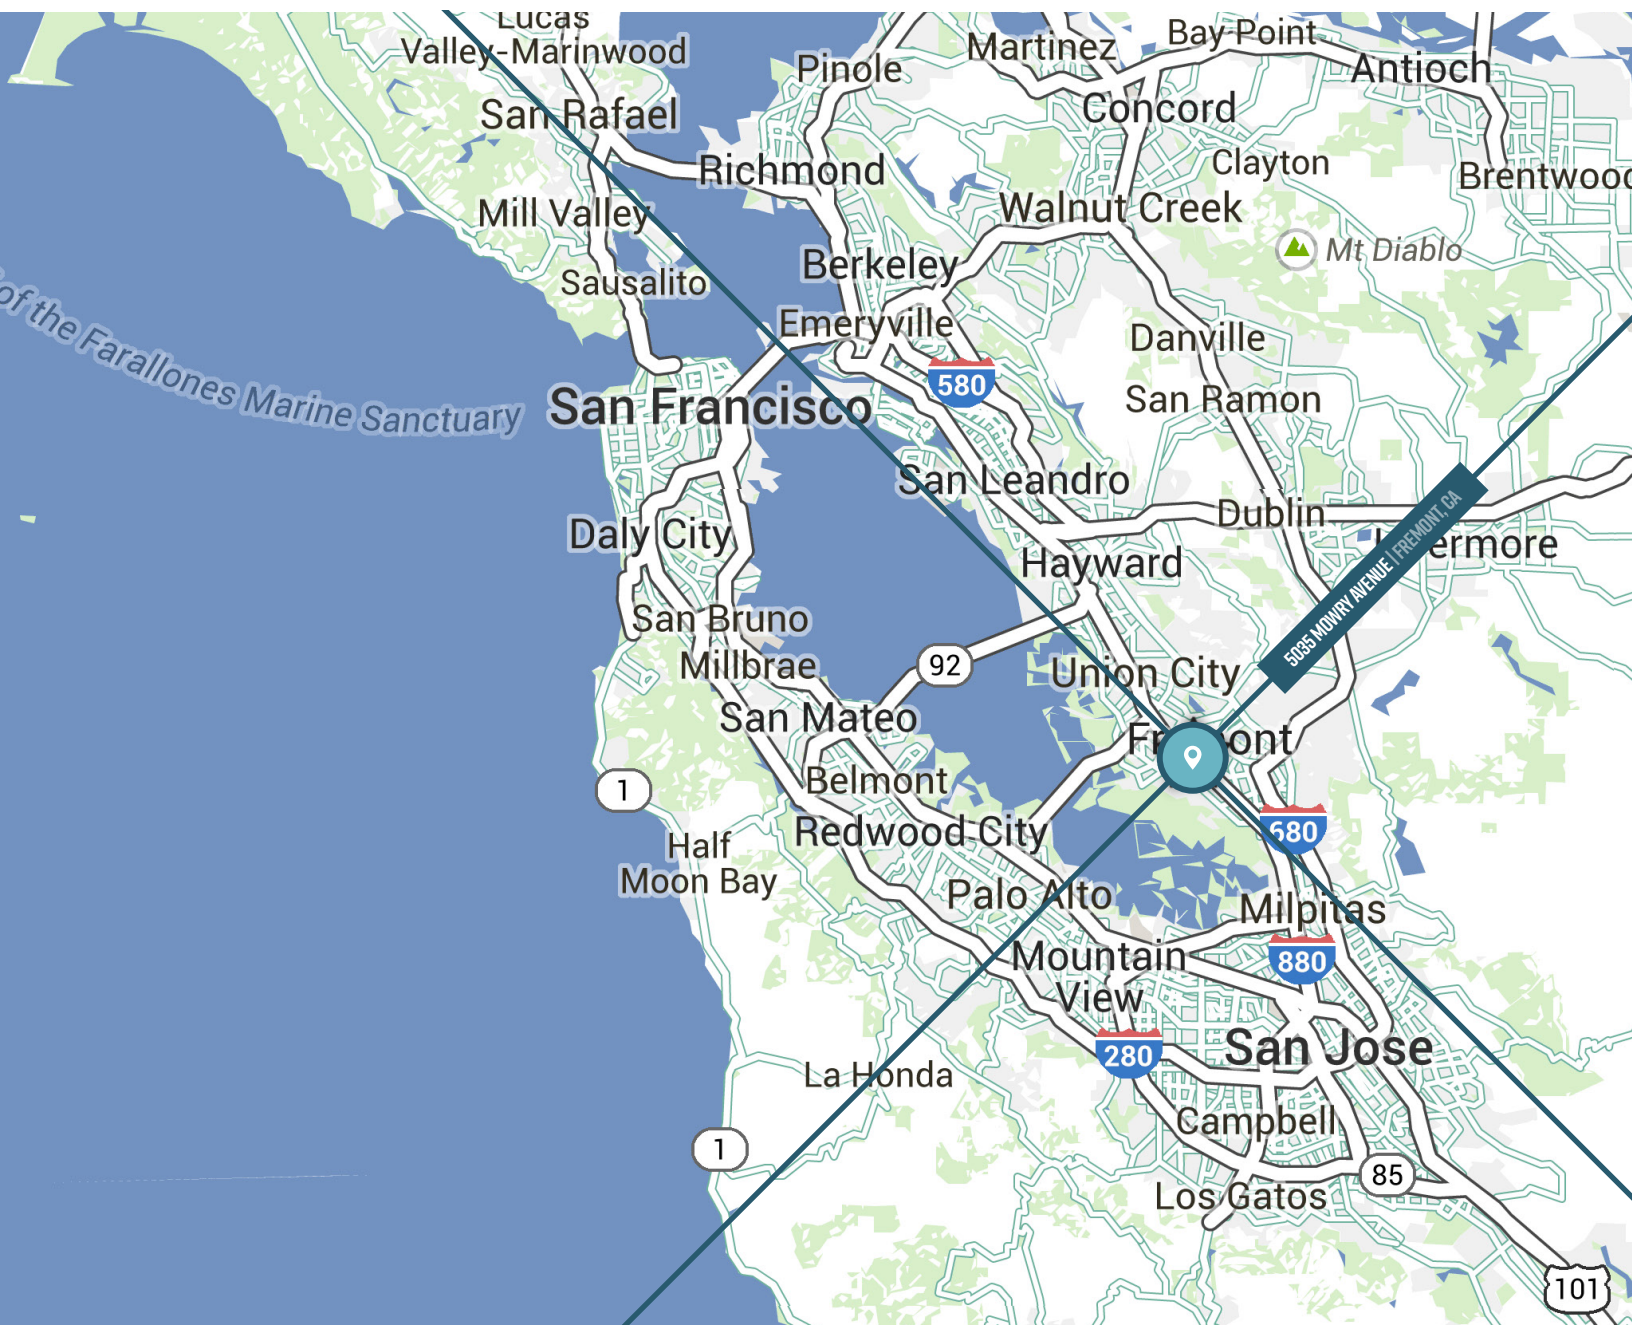 Lucas
Valley-Marinwood
Martinez
Bay Point
Pinole
Antioch
San Rafael
Concord
Richmond
Clayton
Brentwood
Mill Valley
Walnut Creek
Berkeley
Mt Diablo
Sausalito
of the Farallones Marine Sanctuary
Emeryville
Danville
580
San Francisco
San Ramon
San Leandro
Dublin
5035 MOWRY AVENUE | FREMONT, CA
Daly City
ermore
Hayward
San Bruno
Millbrae
92
Union City
San Mateo
Fremont
1
Belmont
Redwood City
680
Half
Moon Bay
Palo Alto
Milpitas
Mountain
View
880
280
San Jose
La Honda
Campbell
1
85
Los Gatos
101